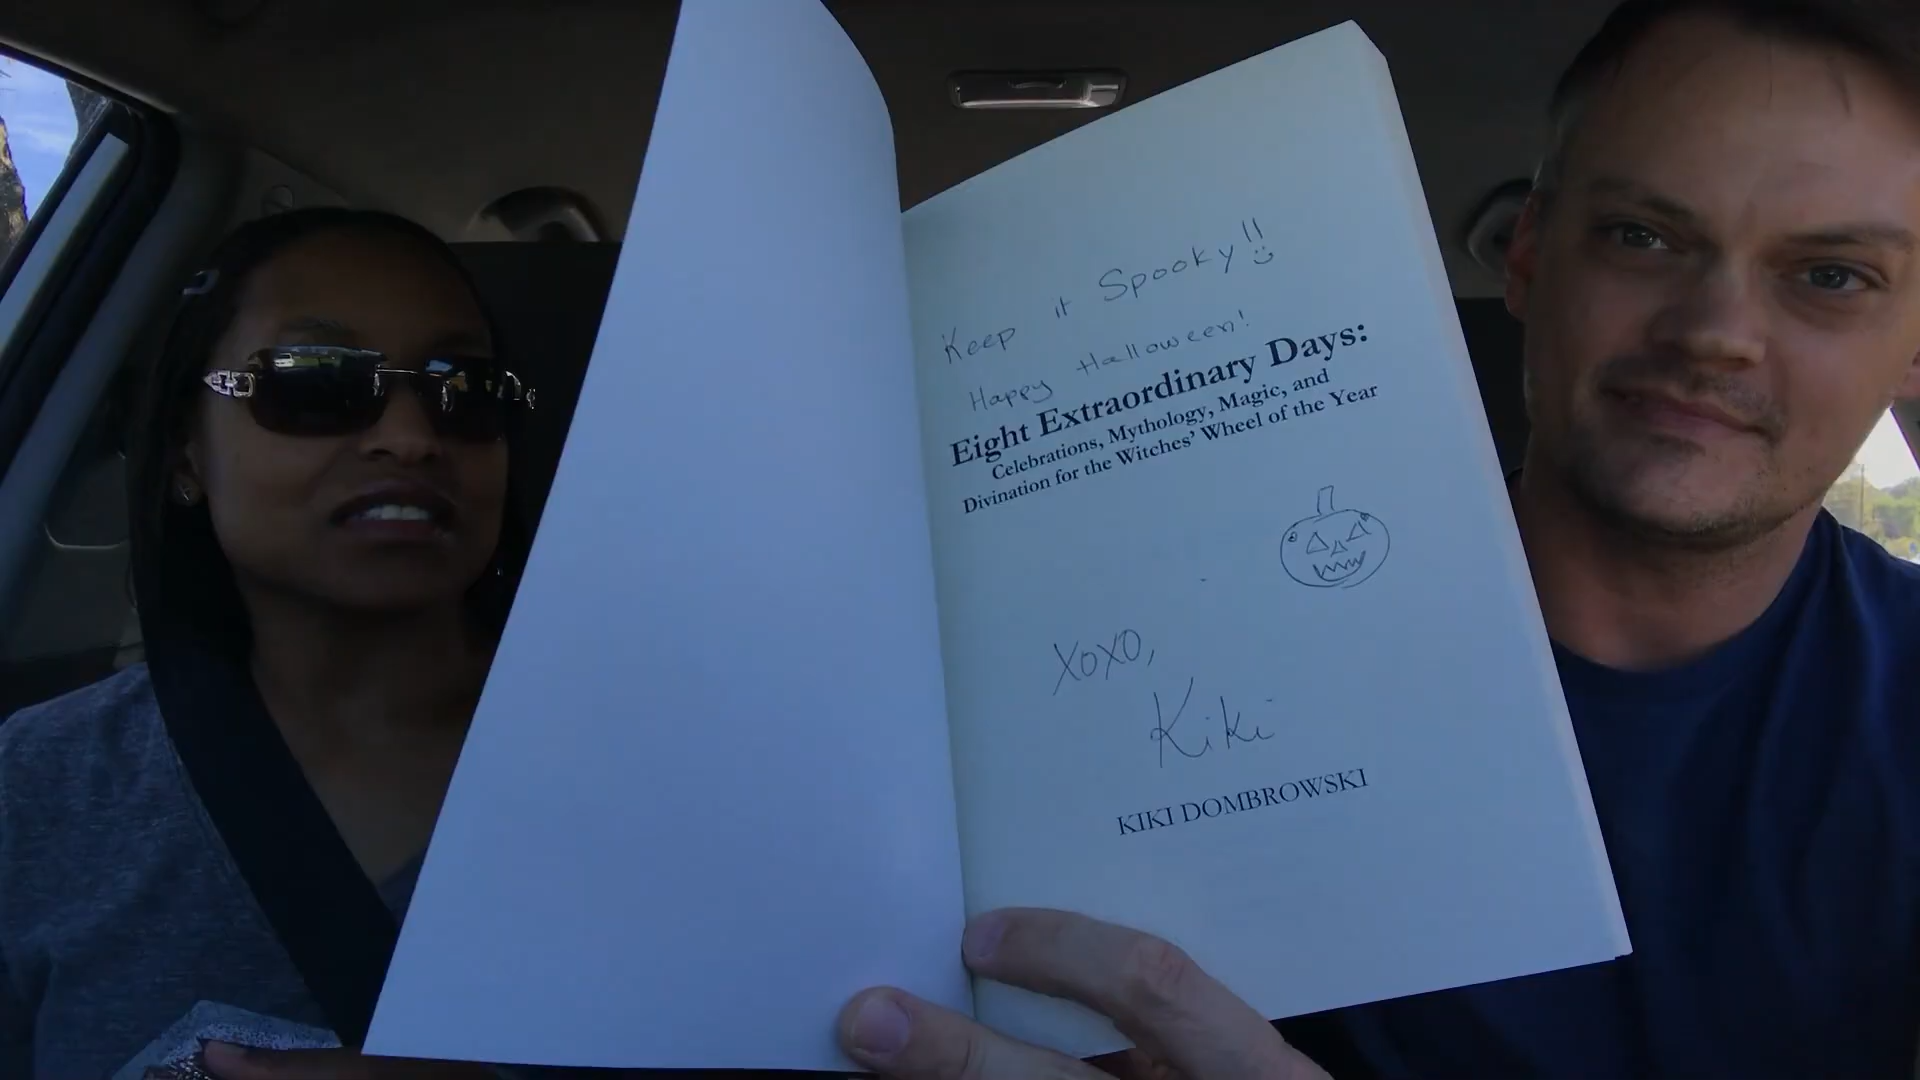 Keep it Spooky!!
Happy Halloween!
Eight Extraordinary Days:
Celebrations, Mythology, Magic, and
Divination for the Witches' Wheel of the Year
XOXO,
Kiki
KIKI DOMBROWSKI